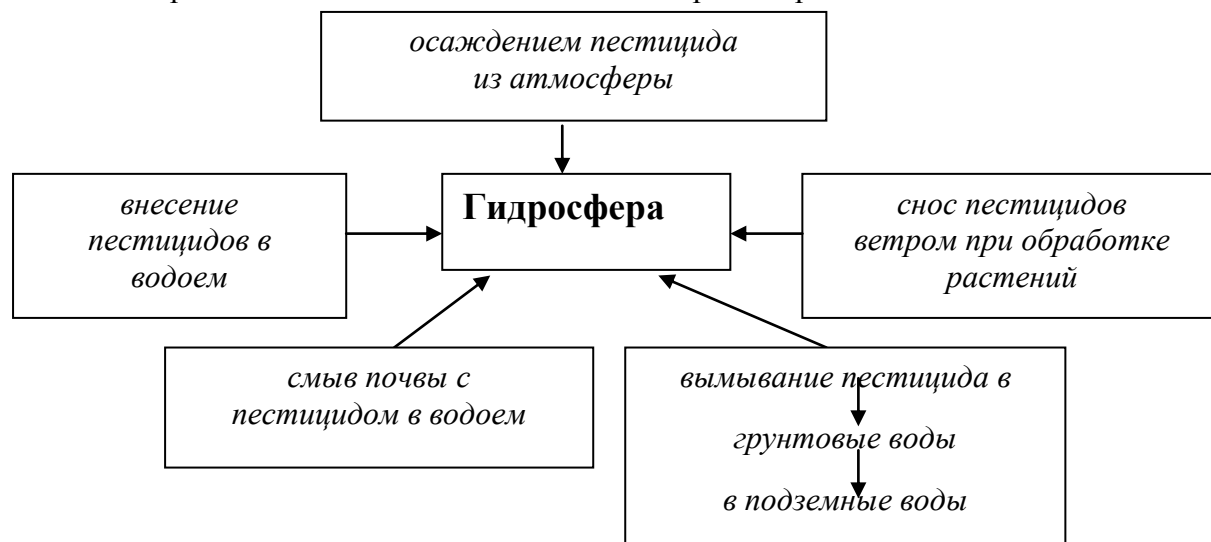 осаждением пестицида
из атмосферы
внесение
пестицидов в
водоем
Гидросфера
снос пестицидов
ветром при обработке
растений
смыв почвы с
пестицидом в водоем
вымывание пестицида в
грунтовые воды
в подземные воды